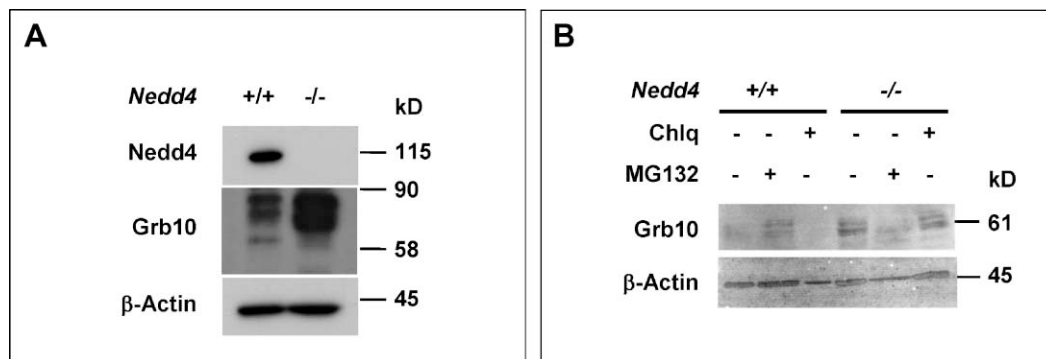 A
Nedd4 +/+ -/- kD
Nedd4 115
90
Grb10
58
β-Actin 45
B
Nedd4 +/+ -/-
Chlq - - + - - +
MG132 - + - - + - kD
Grb10 61
β-Actin 45